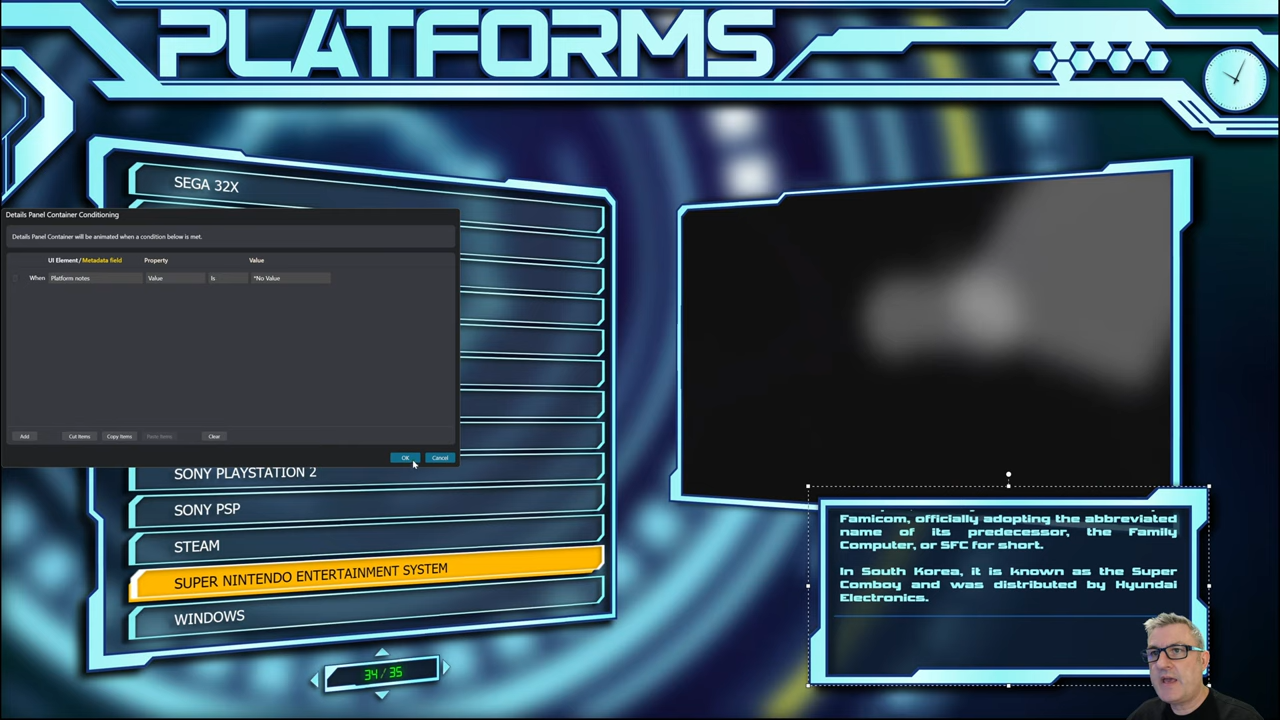 PLATFORMS
SEGA 32X
Details Panel Container Conditioning
Details Panel Container will be animated when a condition below is met.
UI Element/Metadata field Property Value
When Platform notes Value Is *No Value
Add Cut Items Copy Items Paste Items Clear
OK Cancel
SONY PLAYSTATION 2
SONY PSP
STEAM
SUPER NINTENDO ENTERTAINMENT SYSTEM
WINDOWS
34/35
Famicom, officially adopting the abbreviated
name of its predecessor, the Family
Computer, or SFC for short.
In South Korea, it is known as the Super
Comboy and was distributed by Hyundai
Electronics.